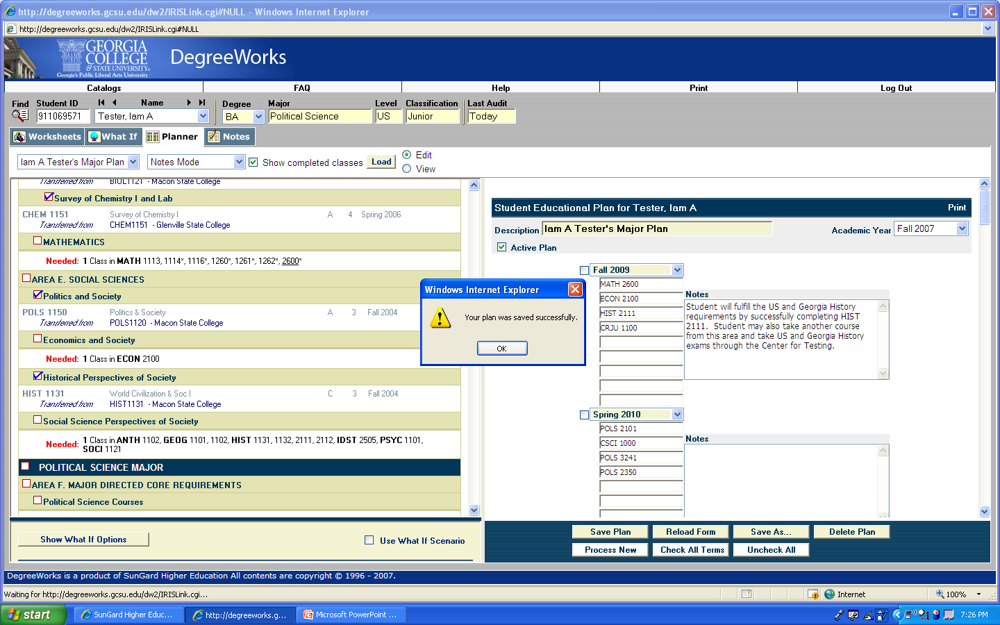 http://degreeworks.gcsu.edu/dw2/IRISLink.cgi#NULL - Windows Internet Explorer
http://degreeworks.gcsu.edu/dw2/IRISLink.cgi#NULL
GEORGIA
COLLEGE
& STATE UNIVERSITY
Georgia's Public Liberal Arts University
DegreeWorks
Catalogs FAQ Help Print Log Out
Find Student ID Name Degree Major Level Classification Last Audit
911069571 Tester, Iam A BA Political Science US Junior Today
Worksheets What If Planner Notes
Iam A Tester's Major Plan Notes Mode Show completed classes Load
Edit
View
Transferred from BIOL1121 - Macon State College
Survey of Chemistry I and Lab
CHEM 1151 Survey of Chemistry I A 4 Spring 2006
Transferred from CHEM1151 - Glenville State College
MATHEMATICS
Needed: 1 Class in MATH 1113, 1114*, 1116*, 1260*, 1261*, 1262*, 2600*
AREA E. SOCIAL SCIENCES
Politics and Society
POLS 1150 Politics & Society A 3 Fall 2004
Transferred from POLS1120 - Macon State College
Economics and Society
Needed: 1 Class in ECON 2100
Historical Perspectives of Society
HIST 1131 World Civilization & Soc I C 3 Fall 2004
Transferred from HIST1131 - Macon State College
Social Science Perspectives of Society
Needed: 1 Class in ANTH 1102, GEOG 1101, 1102, HIST 1131, 1132, 2111, 2112, IDST 2505, PSYC 1101,
SOCI 1121
POLITICAL SCIENCE MAJOR
AREA F. MAJOR DIRECTED CORE REQUIREMENTS
Political Science Courses
Show What If Options Use What If Scenario
Student Educational Plan for Tester, Iam A Print
Description Iam A Tester's Major Plan Academic Year Fall 2007
Active Plan
Fall 2009
MATH 2600
ECON 2100
HIST 2111
CRJU 1100
Notes
Student will fulfill the US and Georgia History
requirements by successfully completing HIST
2111. Student may also take another course
from this area and take US and Georgia History
exams through the Center for Testing.
Spring 2010
POLS 2101
CSCI 1000
POLS 3241
POLS 2350
Notes
Windows Internet Explorer
Your plan was saved successfully.
OK
Save Plan Reload Form Save As... Delete Plan
Process New Check All Terms Uncheck All
DegreeWorks is a product of SunGard Higher Education All contents are copyright © 1996 - 2007.
Waiting for http://degreeworks.gcsu.edu/dw2/IRISLink.cgi... Internet 100%
start SunGard Higher Educ... http://degreeworks.g... Microsoft PowerPoint ... 7:26 PM